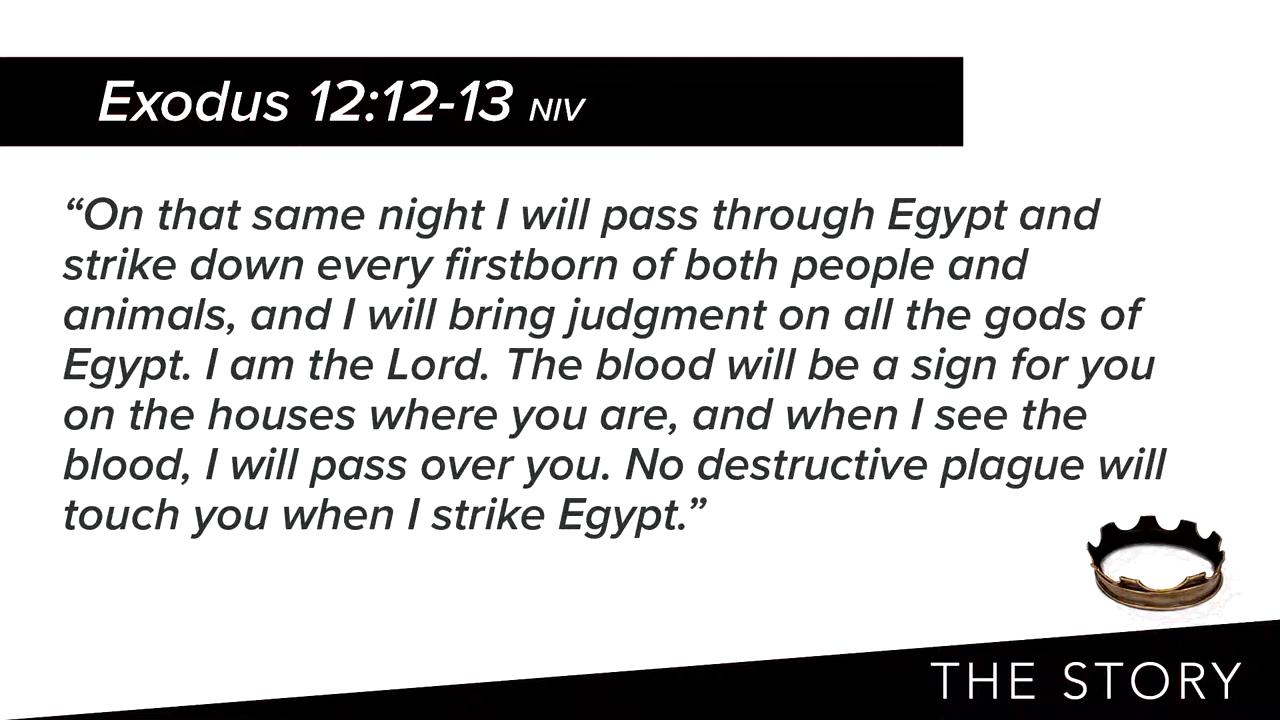 Exodus 12:12-13 NIV
“On that same night I will pass through Egypt and
strike down every firstborn of both people and
animals, and I will bring judgment on all the gods of
Egypt. I am the Lord. The blood will be a sign for you
on the houses where you are, and when I see the
blood, I will pass over you. No destructive plague will
touch you when I strike Egypt.”
THE STORY